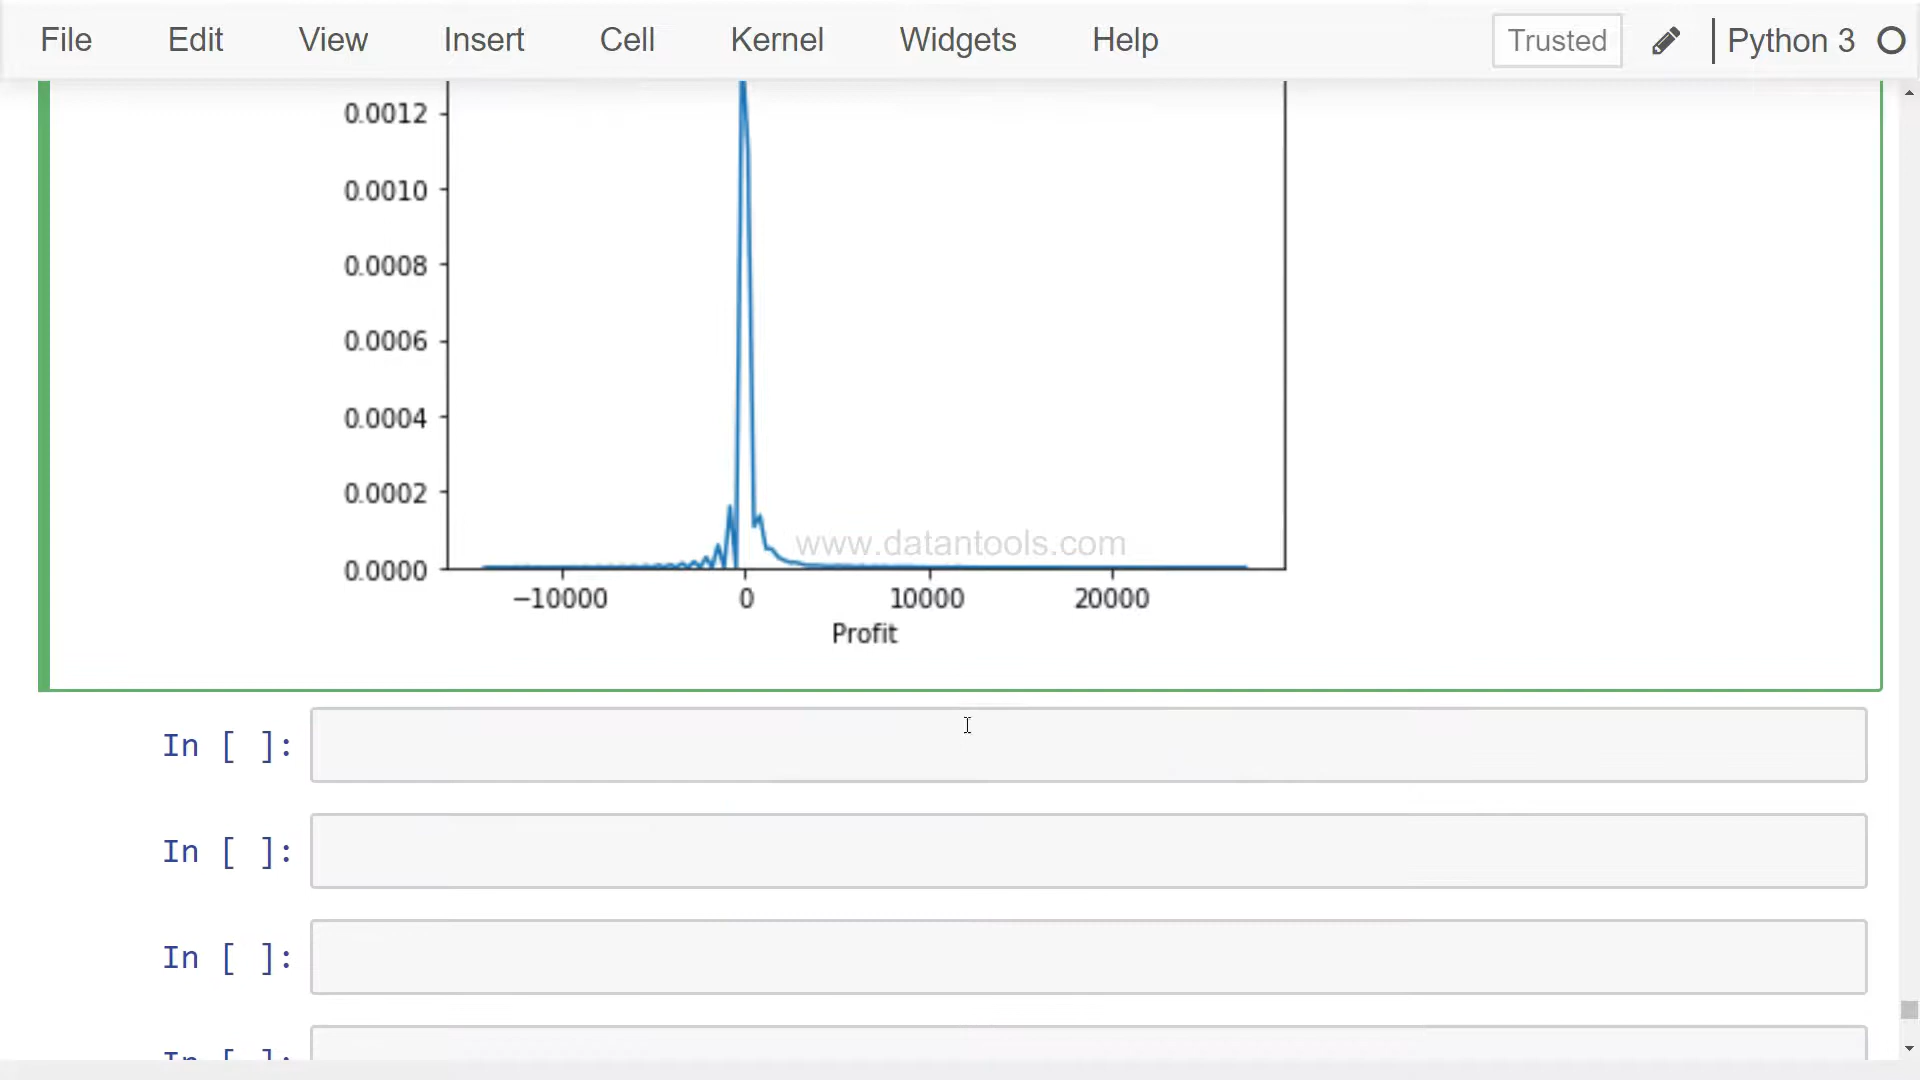 File Edit View Insert Cell Kernel Widgets Help Trusted Python 3
0.0012
0.0010
0.0008
0.0006
0.0004
0.0002
www.datantools.com
0.0000
−10000 0 10000 20000
Profit
In [ ]:
In [ ]:
In [ ]:
In [ ]: